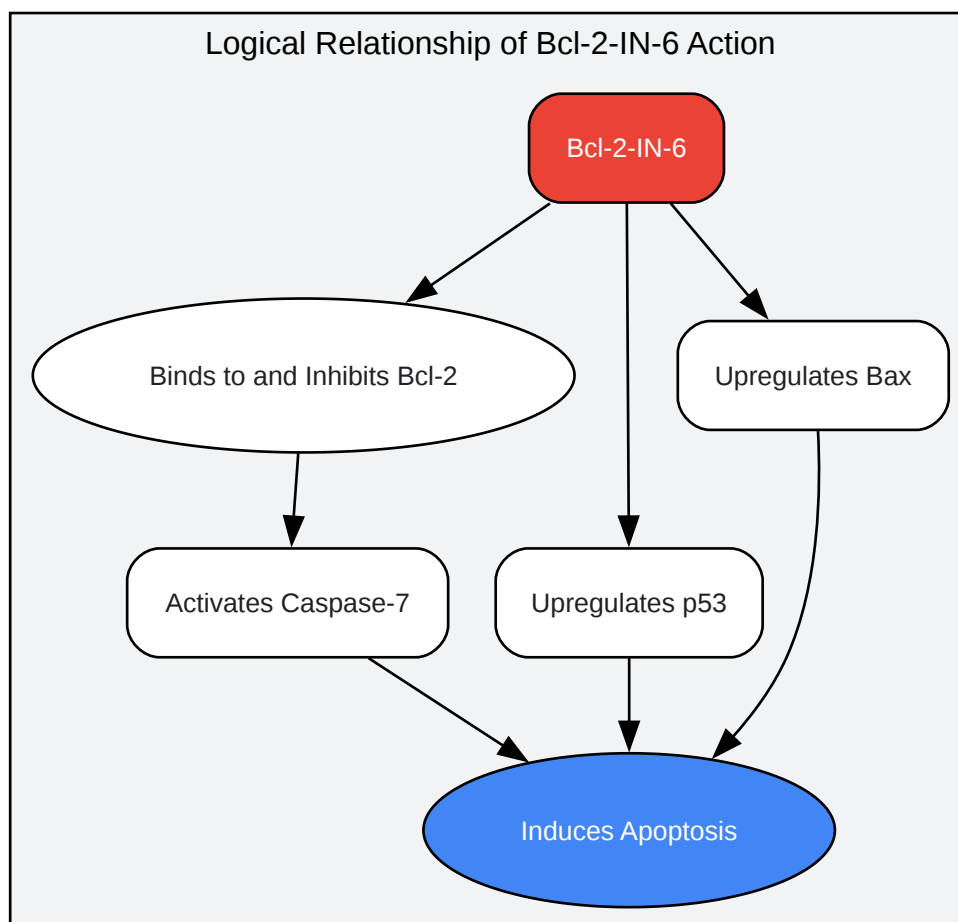 Logical Relationship of Bcl-2-IN-6 Action
Bcl-2-IN-6
Binds to and Inhibits Bcl-2
Upregulates Bax
Activates Caspase-7
Upregulates p53
Induces Apoptosis